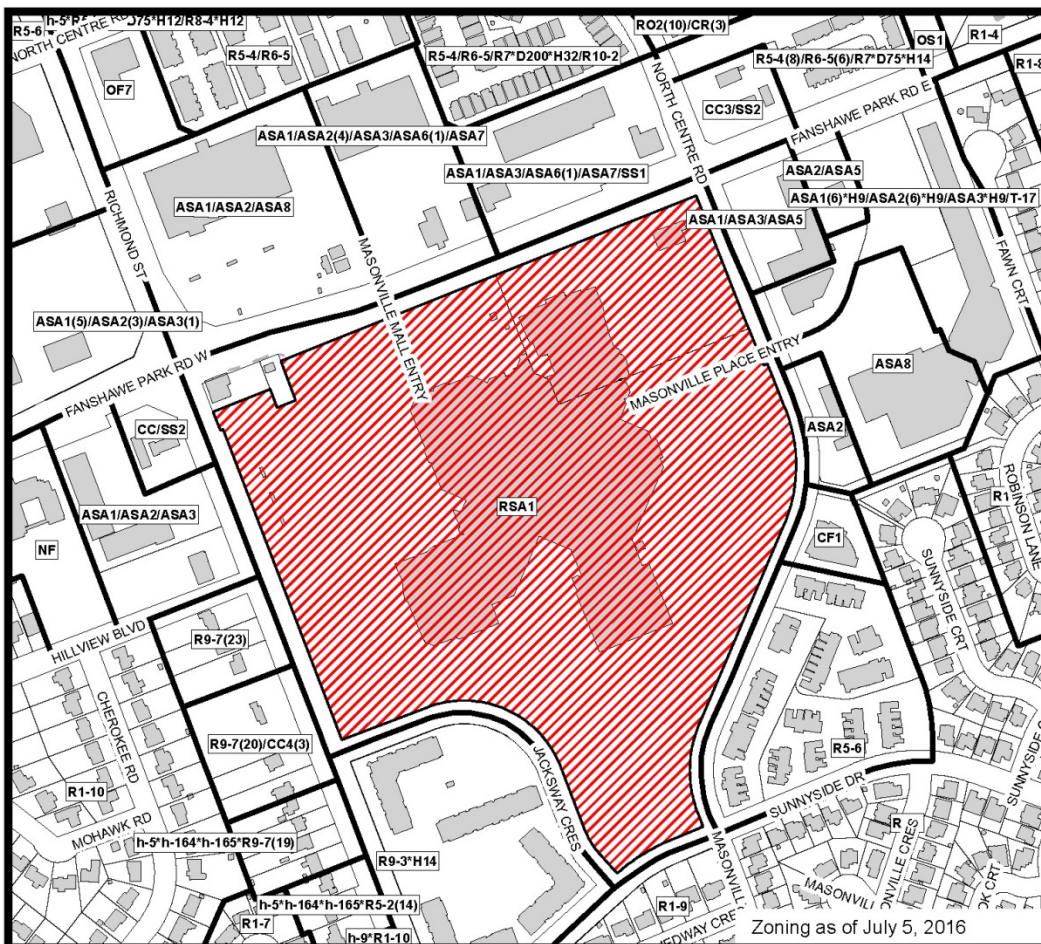 R5-6
D75*H12/R8-4*H12
NORTH CENTRE RD
R5-4/R6-5
OF7
R5-4/R6-5/R7*D200*H32/R10-2
RO2(10)/CR(3)
OS1
R1-4
R5-4(8)/R6-5(6)/R7*D75*H14
R1-8
CC3/SS2
NORTH CENTRE RD
FANSHAWE PARK RD E
ASA1/ASA2(4)/ASA3/ASA6(1)/ASA7
ASA1/ASA3/ASA6(1)/ASA7/SS1
ASA2/ASA5
ASA1(6)*H9/ASA2(6)*H9/ASA3*H9/T-17
ASA1/ASA2/ASA8
ASA1/ASA3/ASA5
RICHMOND ST
MASONVILLE MALL ENTRY
FAWN CRT
ASA1(5)/ASA2(3)/ASA3(1)
FANSHAWE PARK RD W
MASONVILLE PLACE ENTRY
ASA8
CC/SS2
ASA2
ROBINSON LANE
R1
ASA1/ASA2/ASA3
RSA1
NF
CF1
SUNNYSIDE CRT
HILLVIEW BLVD
R9-7(23)
CHEROKEE RD
R9-7(20)/CC4(3)
R5-6
JACKSWAY CRES
SUNNYSIDE DR
R1-10
MOHAWK RD
h-5*h-164*h-165*R9-7(19)
R9-3*H14
R
MASONVILLE CRES
h-5*h-164*h-165*R5-2(14)
R1-9
R1-7
h-9*R1-10
Zoning as of July 5, 2016